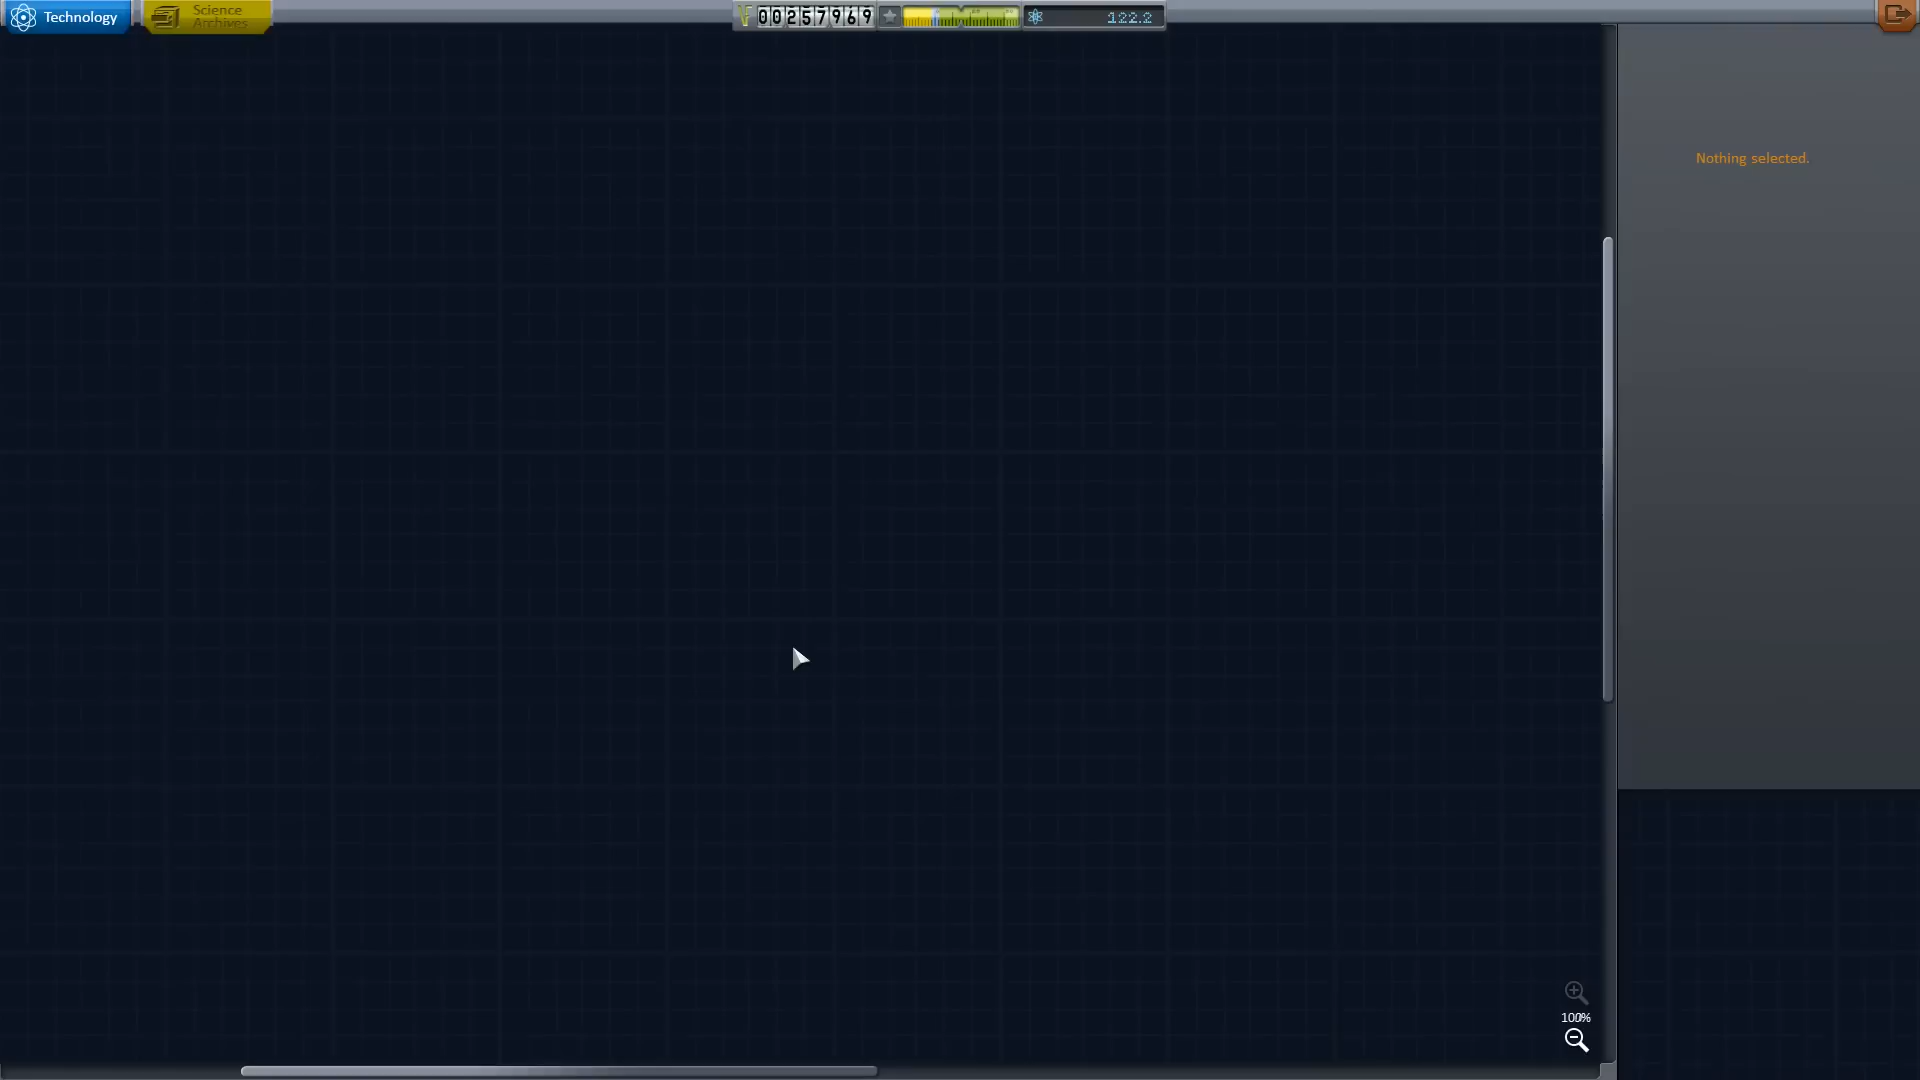 Technology
Science
Archives
00257969
122.2
Nothing selected.
100%